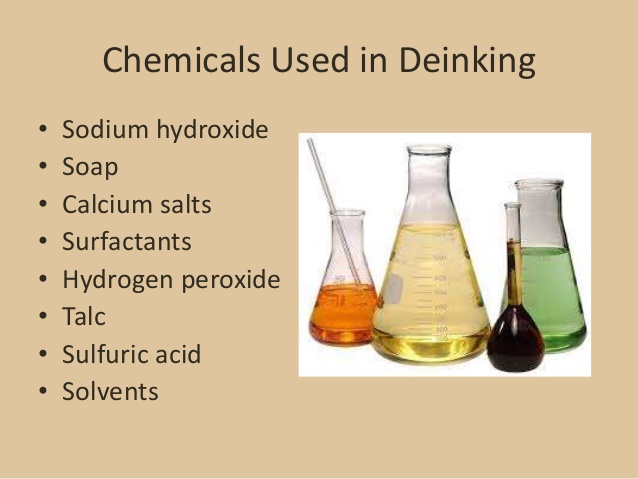 Chemicals Used in Deinking
• Sodium hydroxide
• Soap
• Calcium salts
• Surfactants
• Hydrogen peroxide
• Talc
• Sulfuric acid
• Solvents